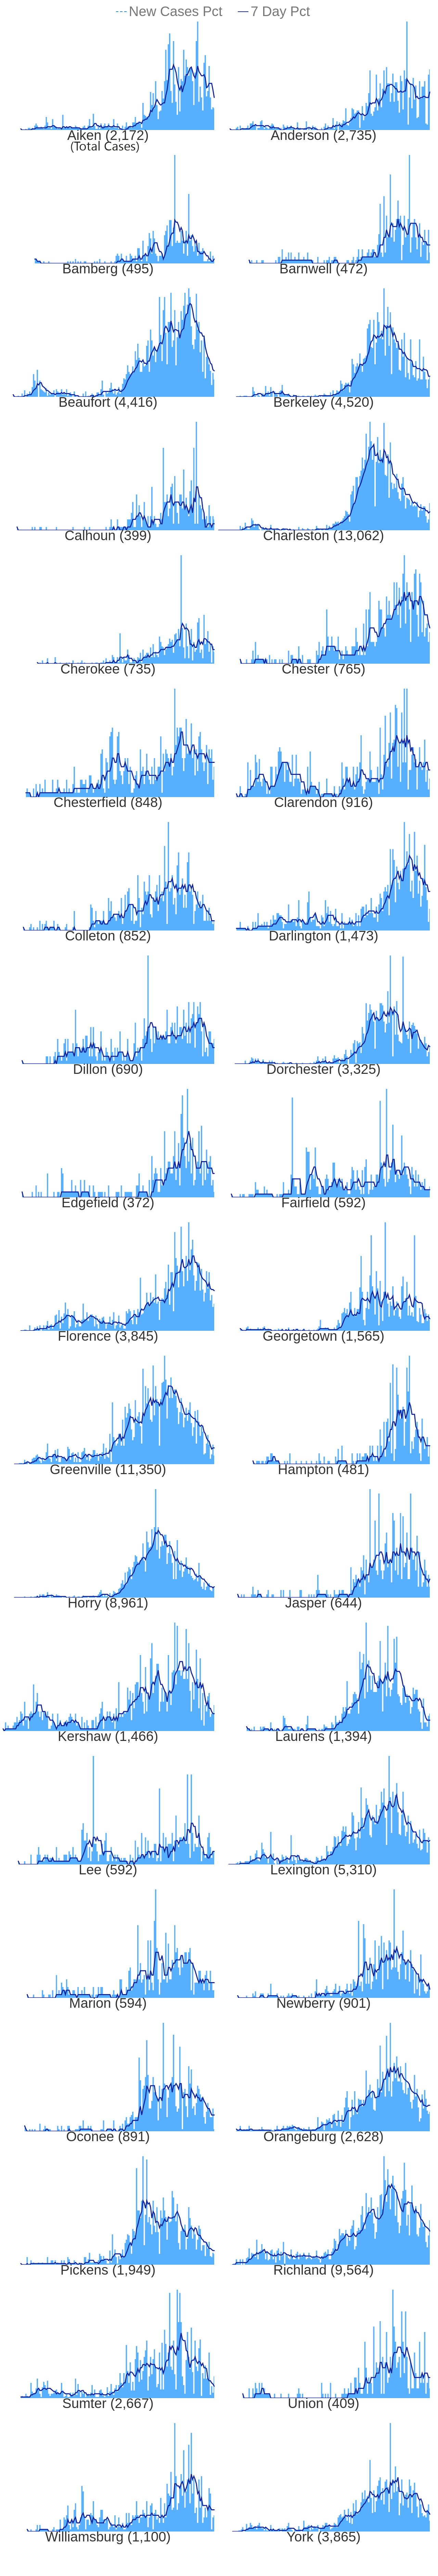 New Cases Pct 7 Day Pct
Aiken (2,172) Anderson (2,735)
(Total Cases)
Bamberg (495) Barnwell (472)
Beaufort (4,416) Berkeley (4,520)
Calhoun (399) Charleston (13,062)
Cherokee (735) Chester (765)
Chesterfield (848) Clarendon (916)
Colleton (852) Darlington (1,473)
Dillon (690) Dorchester (3,325)
Edgefield (372) Fairfield (592)
Florence (3,845) Georgetown (1,565)
Greenville (11,350) Hampton (481)
Horry (8,961) Jasper (644)
Kershaw (1,466) Laurens (1,394)
Lee (592) Lexington (5,310)
Marion (594) Newberry (901)
Oconee (891) Orangeburg (2,628)
Pickens (1,949) Richland (9,564)
Sumter (2,667) Union (409)
Williamsburg (1,100) York (3,865)